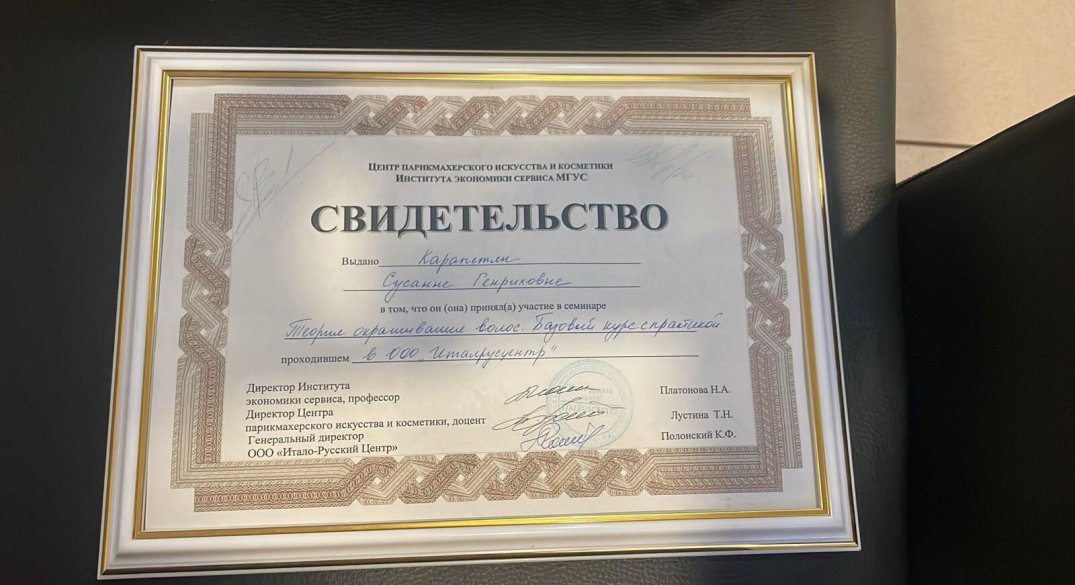 Центр парикмахерского искусства и косметики
Института экономики сервиса МГУС
СВИДЕТЕЛЬСТВО
Выдано Карапетян
Сусанне Генриховне
в том, что он (она) принял(а) участие в семинаре
Теория окрашивание волос. Базовый курс с практикой.
проходившем в ООО "Италрусцентр"
Директор Института
экономики сервиса, профессор Платонова Н.А.
Директор Центра
парикмахерского искусства и косметики, доцент Лустина Т.Н.
Генеральный директор
ООО «Итало-Русский Центр» Полонский К.Ф.